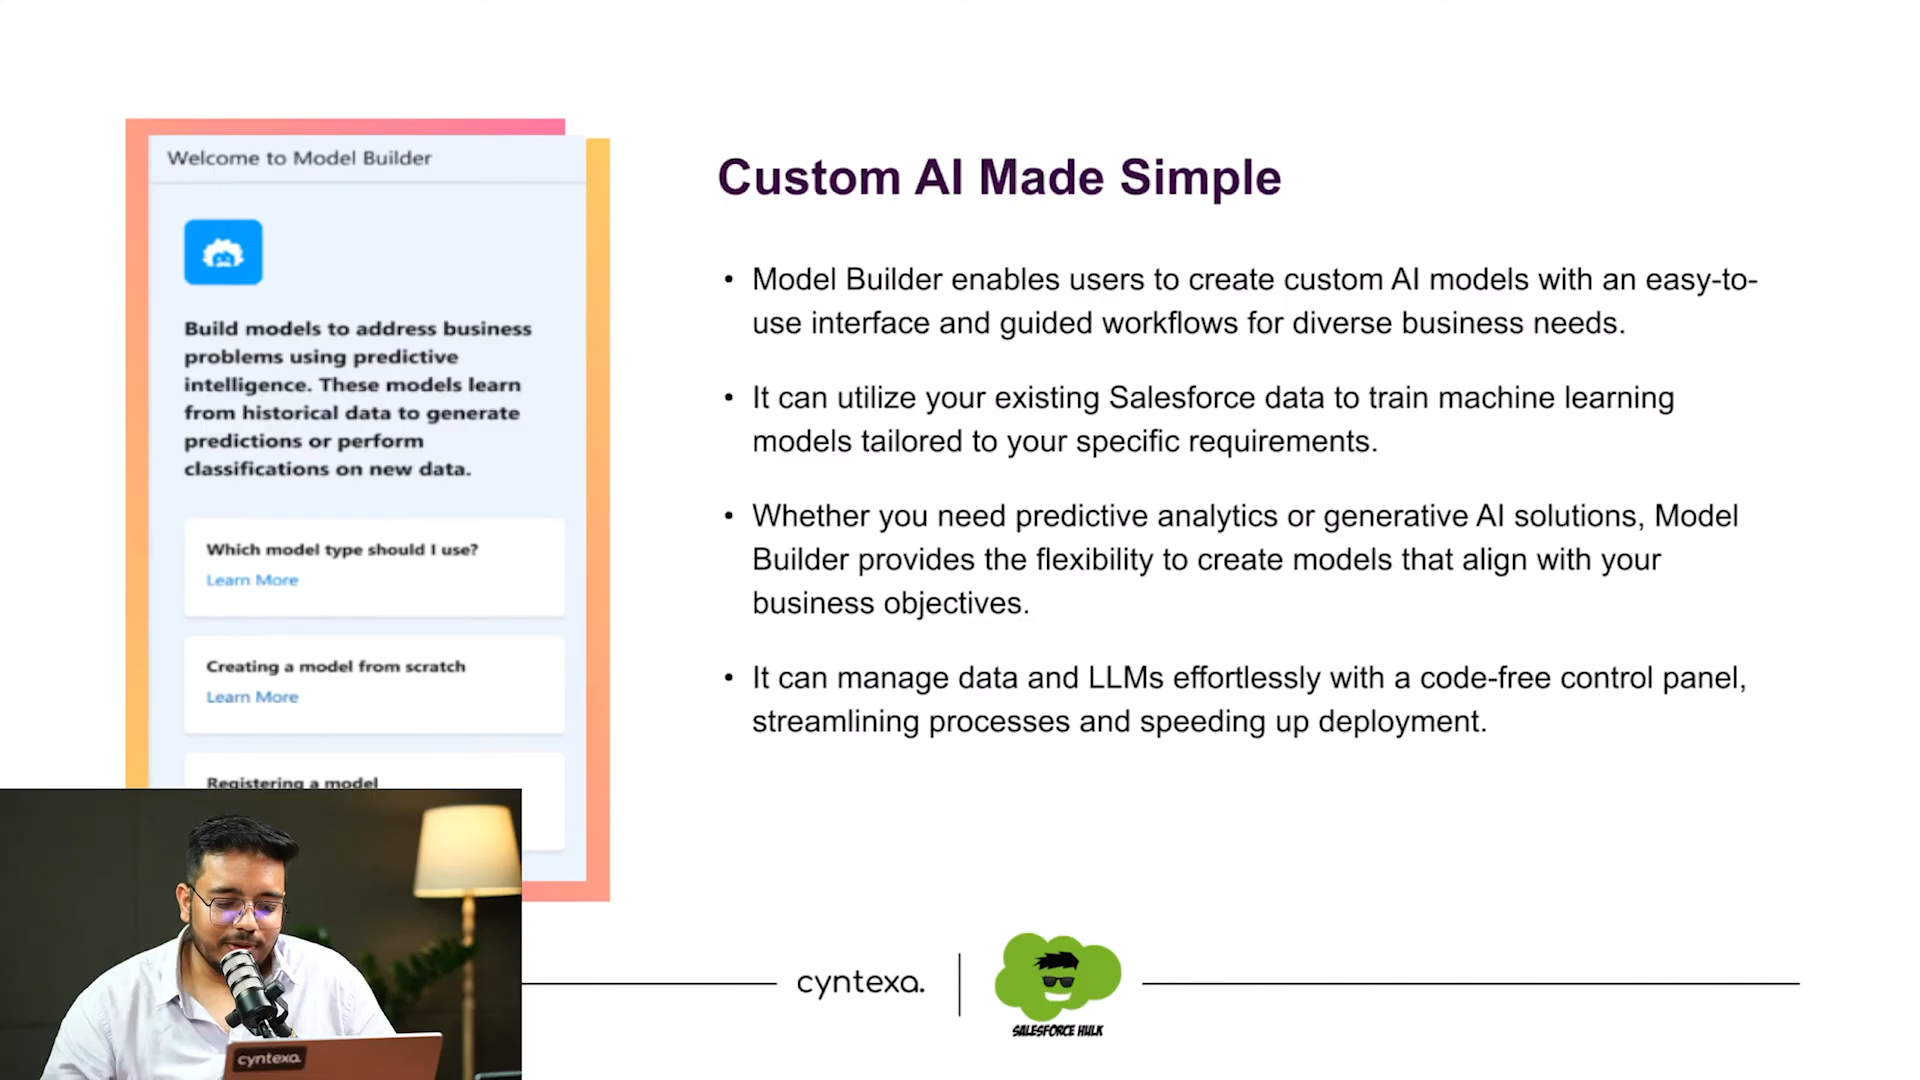 Welcome to Model Builder
Build models to address business
problems using predictive
intelligence. These models learn
from historical data to generate
predictions or perform
classifications on new data.
Which model type should I use?
Learn More
Creating a model from scratch
Learn More
Registering a model
Custom AI Made Simple
• Model Builder enables users to create custom AI models with an easy-to-
use interface and guided workflows for diverse business needs.
• It can utilize your existing Salesforce data to train machine learning
models tailored to your specific requirements.
• Whether you need predictive analytics or generative AI solutions, Model
Builder provides the flexibility to create models that align with your
business objectives.
• It can manage data and LLMs effortlessly with a code-free control panel,
streamlining processes and speeding up deployment.
cyntexa.
SALESFORCE HULK
cyntexa.